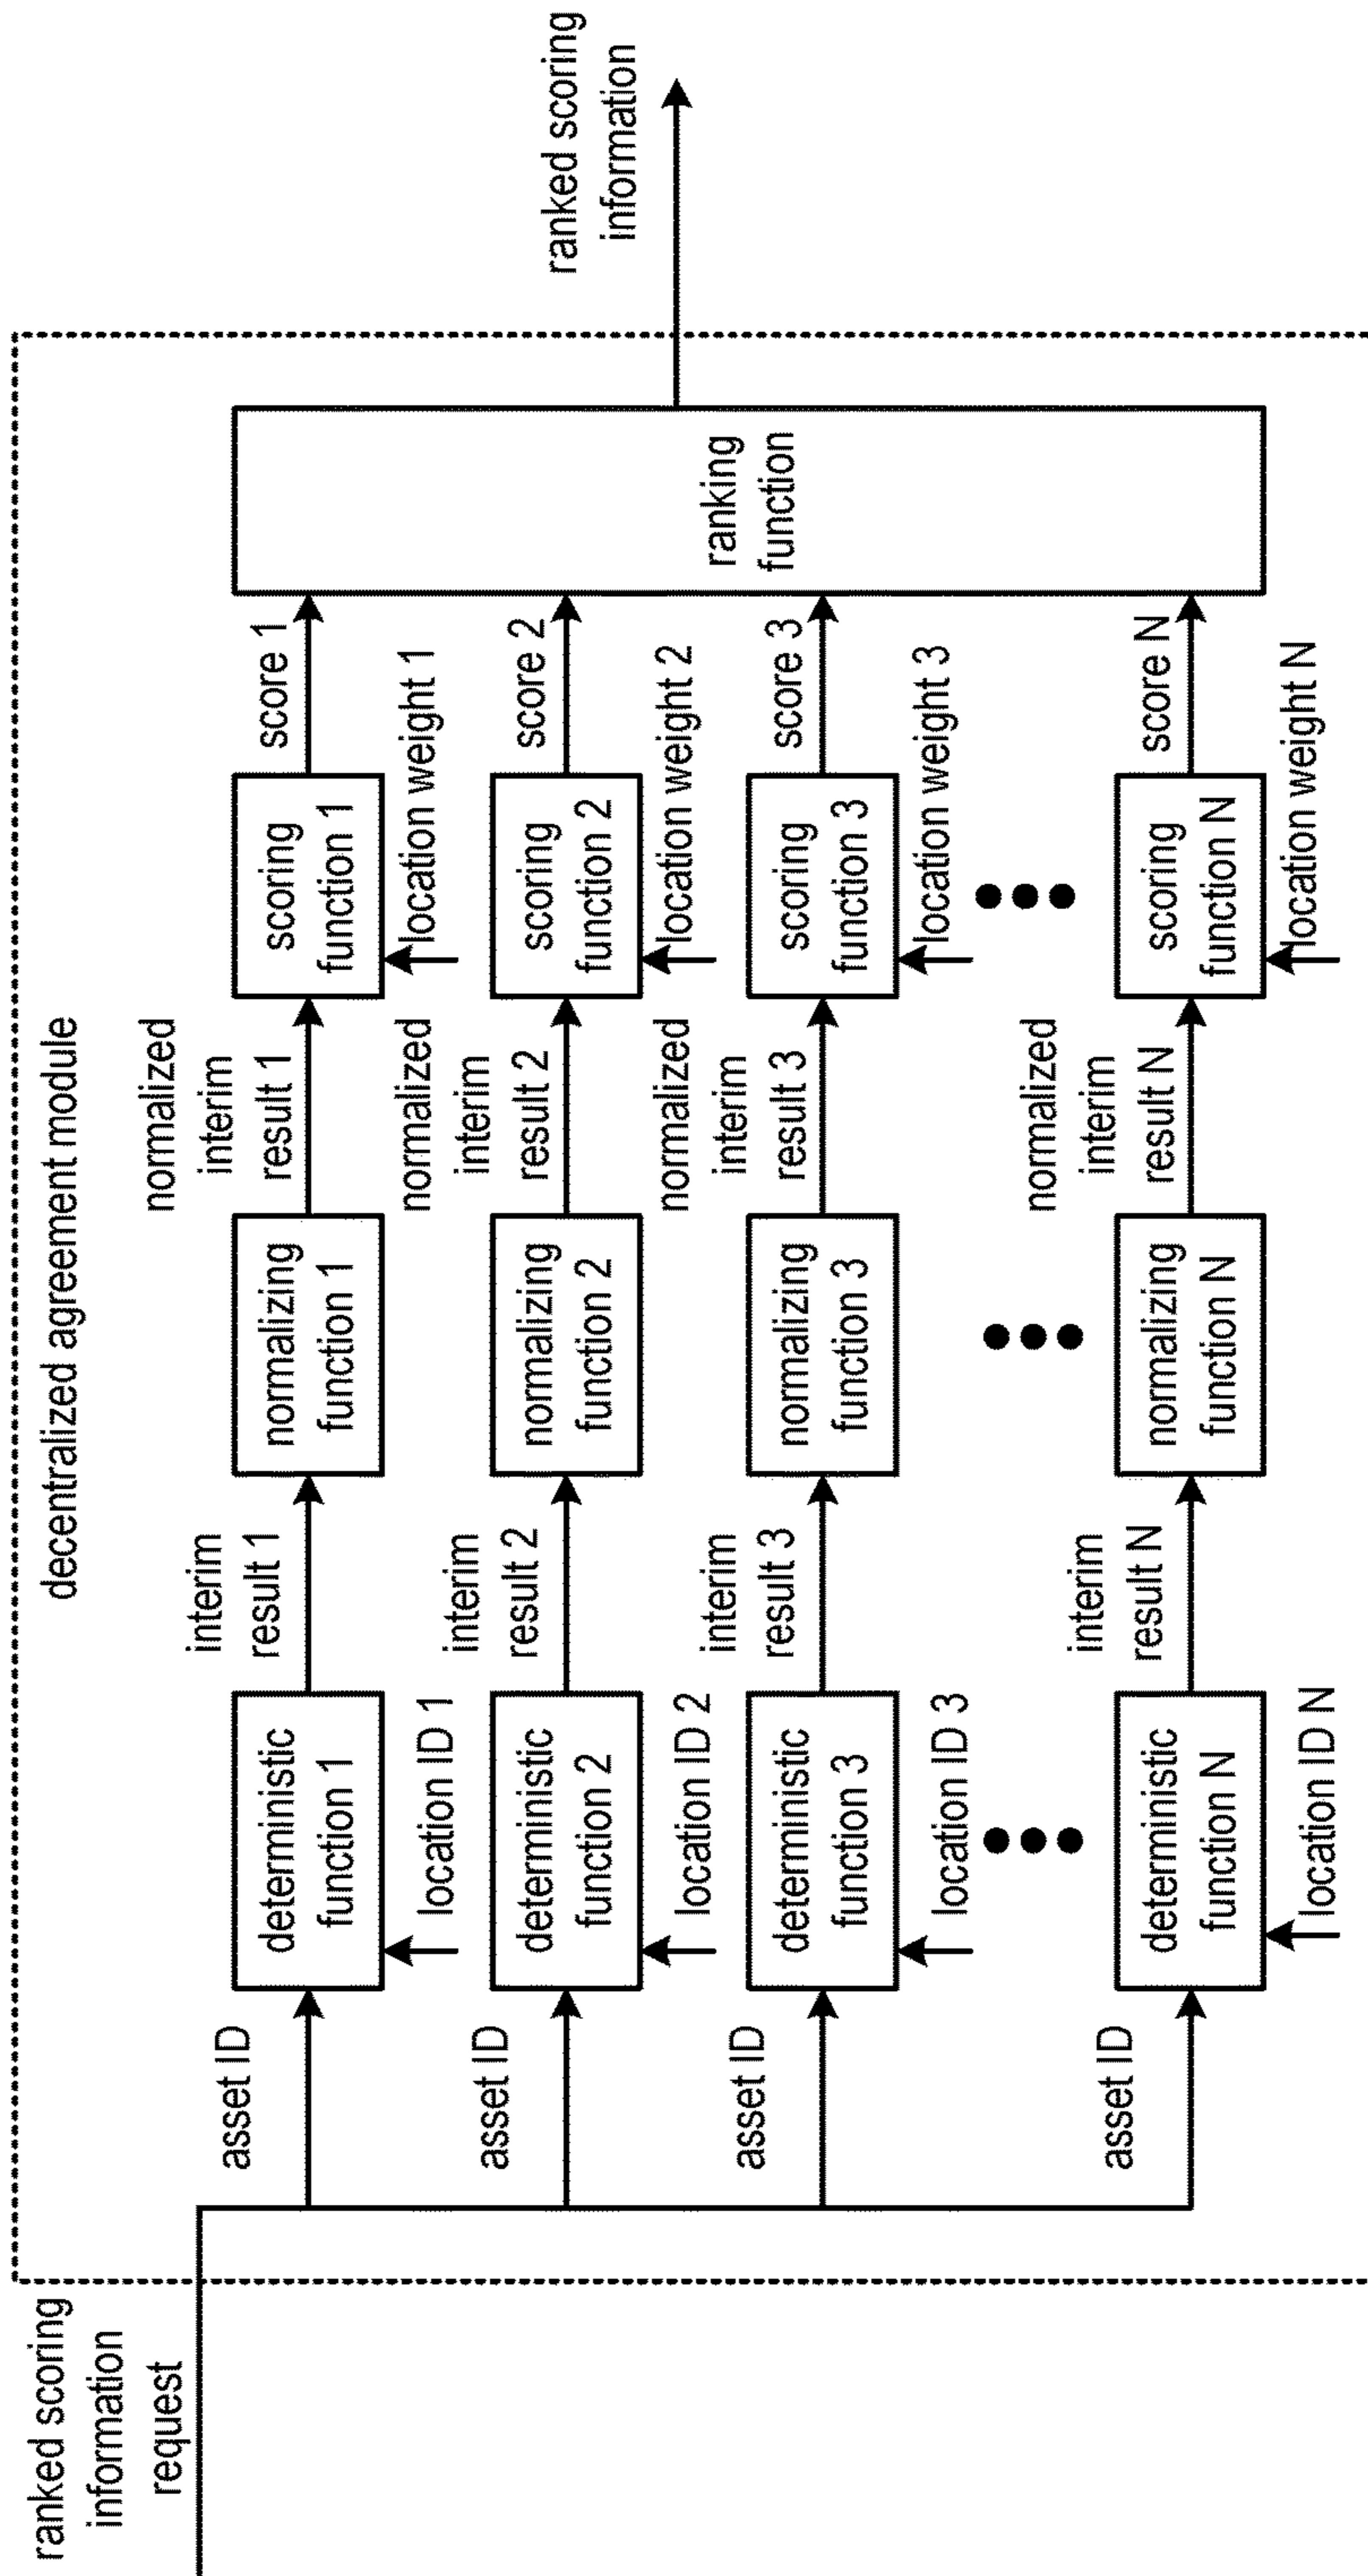 decentralized agreement module
ranked scoring
information
request
asset ID
deterministic
function 1
location ID 1
interim
result 1
normalizing
function 1
normalized
interim
result 1
scoring
function 1
location weight 1
score 1
asset ID
deterministic
function 2
location ID 2
interim
result 2
normalizing
function 2
normalized
interim
result 2
scoring
function 2
location weight 2
score 2
asset ID
deterministic
function 3
location ID 3
interim
result 3
normalizing
function 3
normalized
interim
result 3
scoring
function 3
location weight 3
score 3
asset ID
deterministic
function N
location ID N
interim
result N
normalizing
function N
normalized
interim
result N
scoring
function N
location weight N
score N
ranking
function
ranked scoring
information